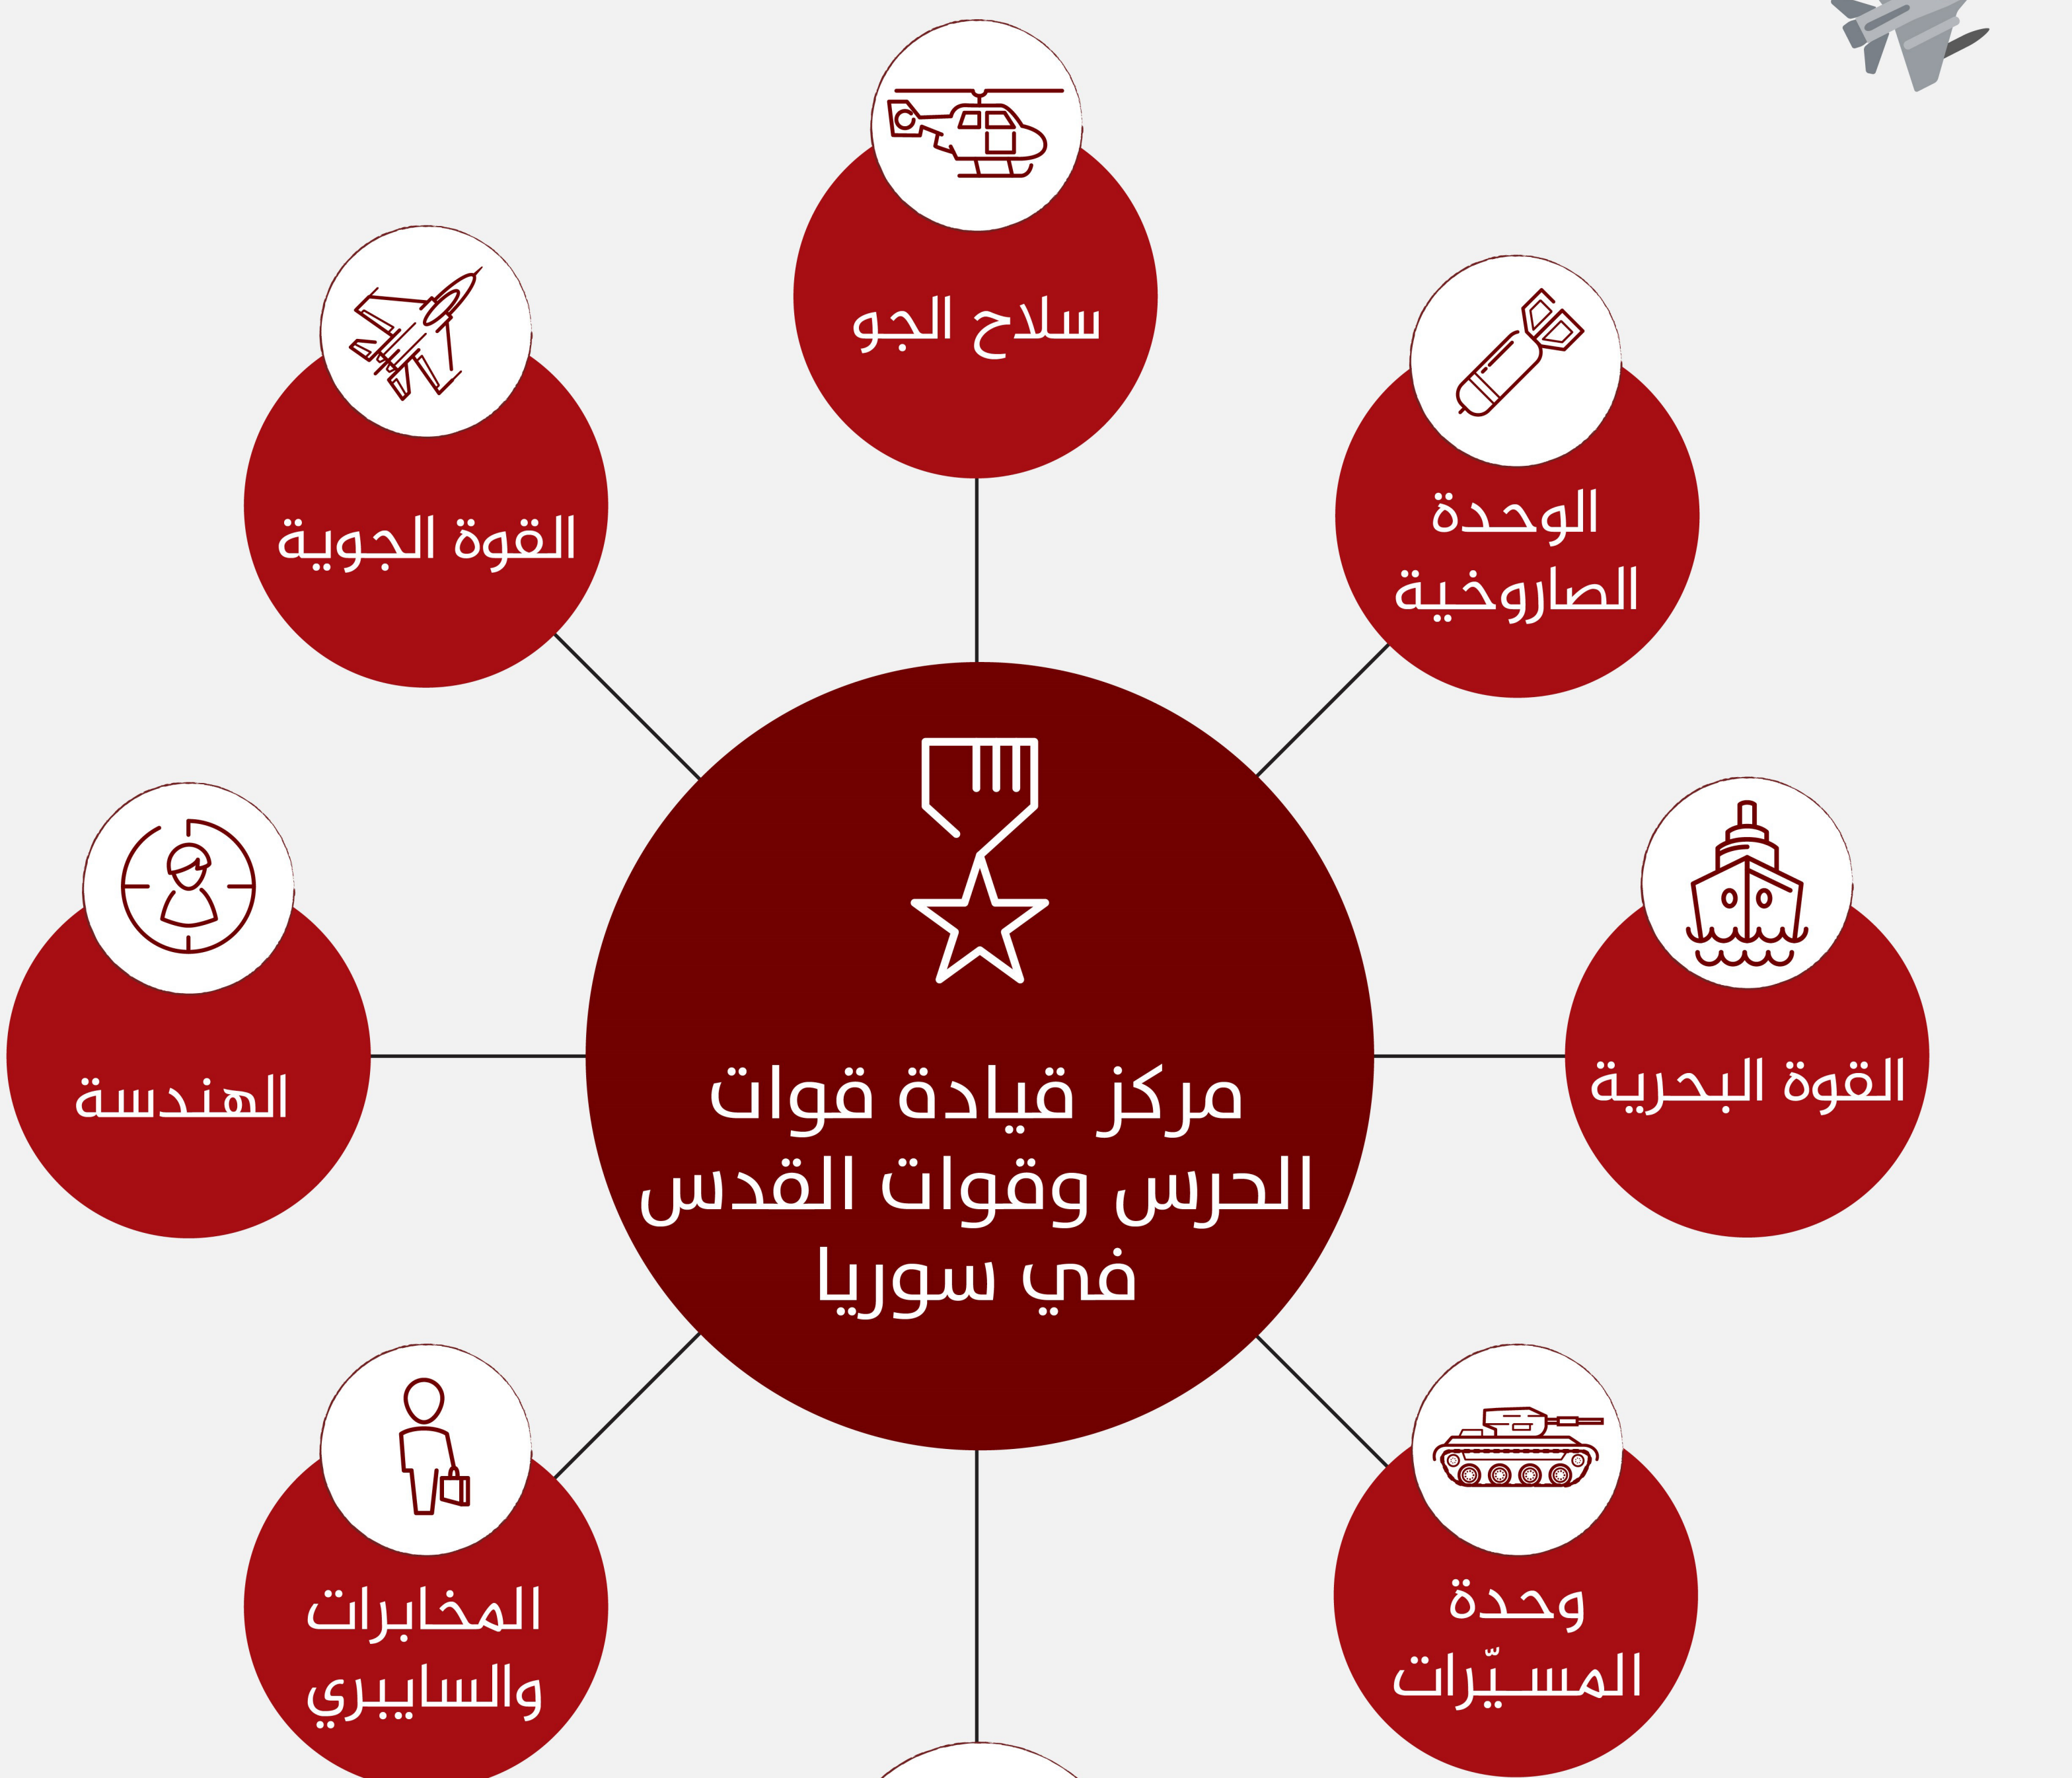 سلاح الجو
القوة الجوية
الوحدة
الصاروخية
الهندسة
مركز قيادة قوات
الحرس وقوات القدس
في سوريا
القوة البحرية
المخابرات
والسايبري
وحدة
المسيّرات